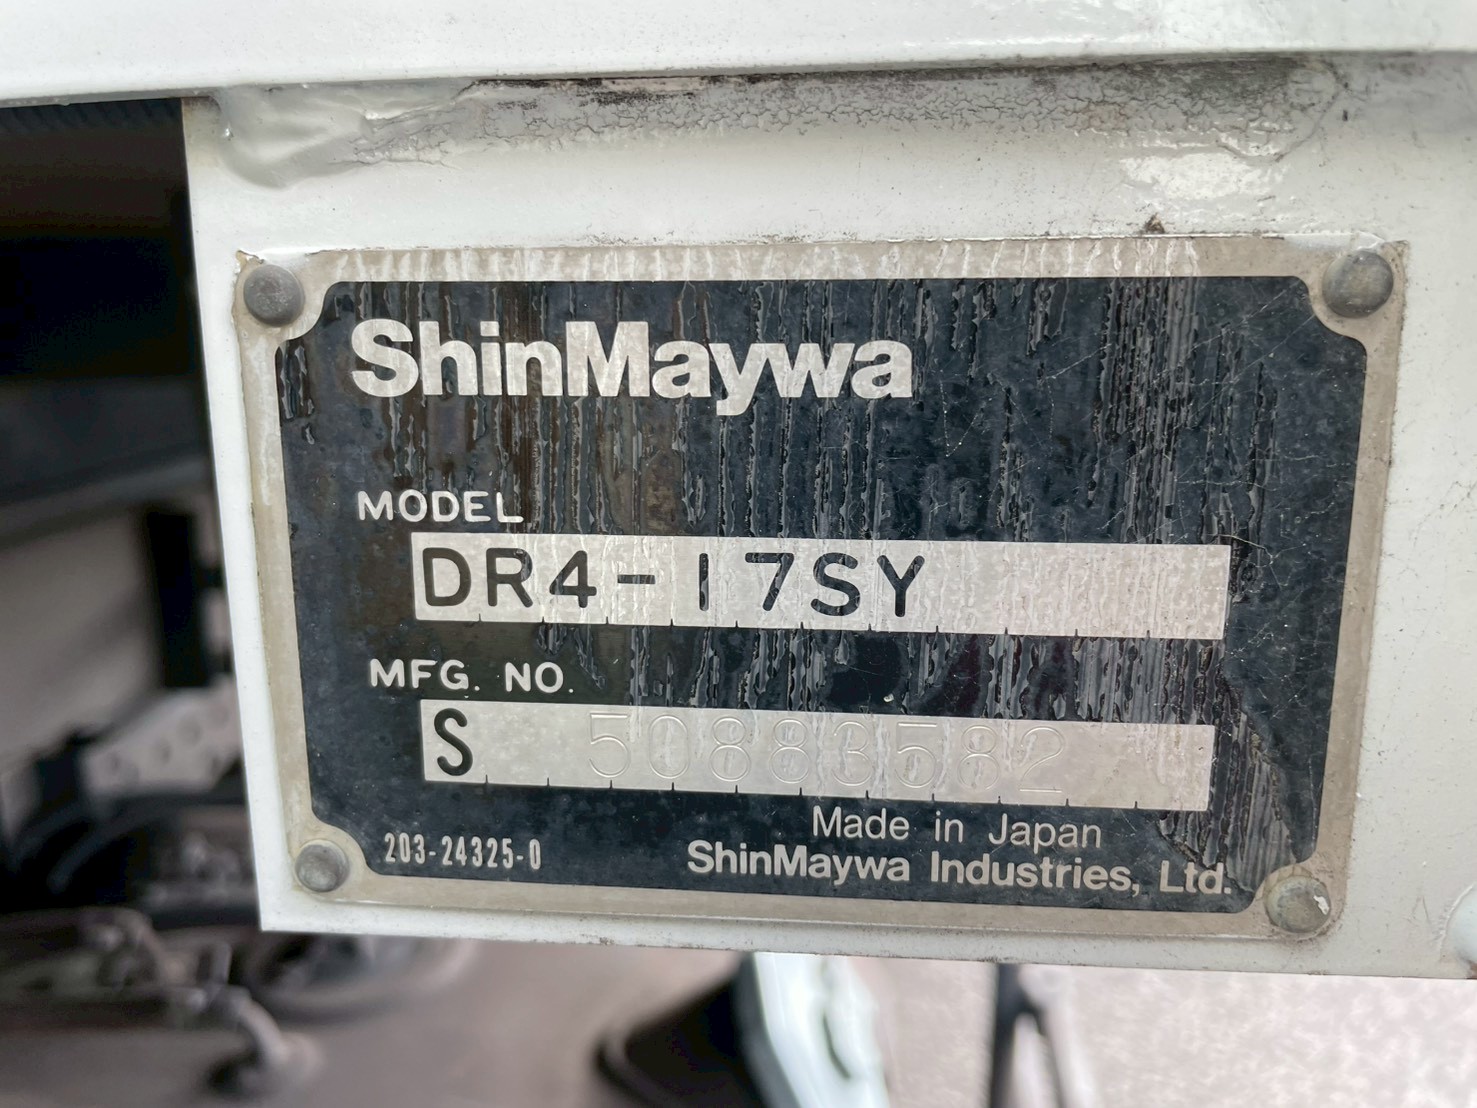 ShinMaywa
MODEL
DR4-17SY
MFG. NO.
S 50883582
Made in Japan
203-24325-0
ShinMaywa Industries, Ltd.